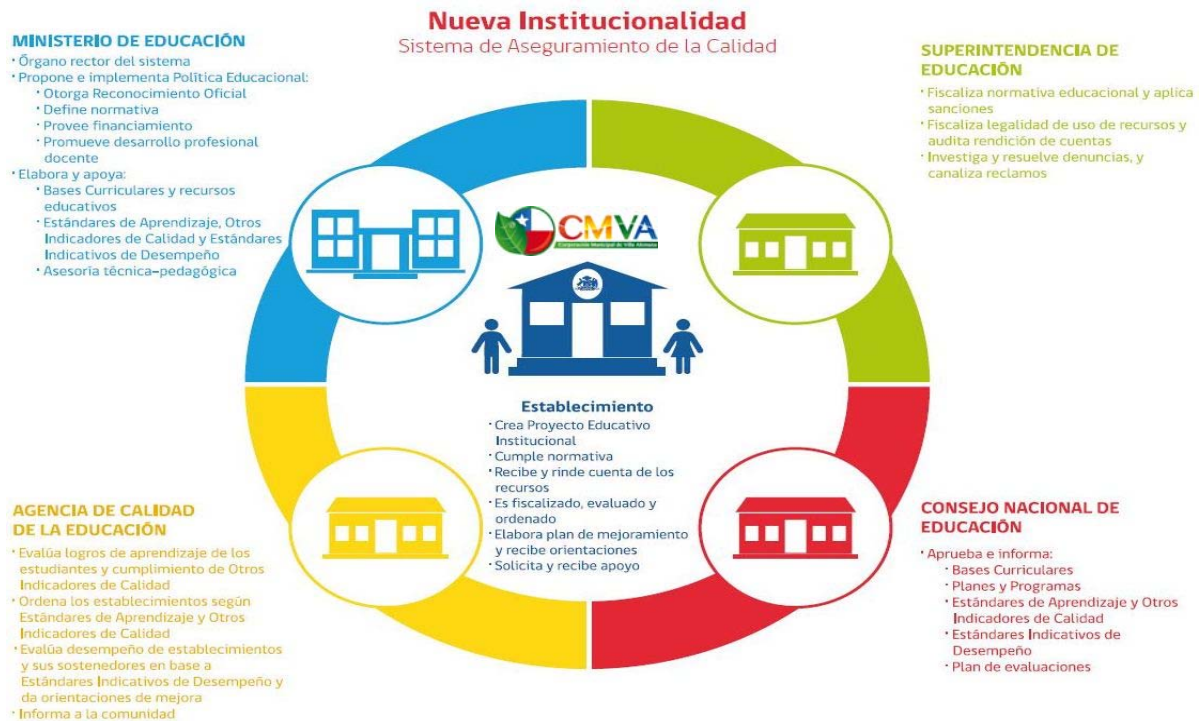 Nueva Institucionalidad
Sistema de Aseguramiento de la Calidad
MINISTERIO DE EDUCACIÓN
· Órgano rector del sistema
· Propone e implementa Política Educacional:
· Otorga Reconocimiento Oficial
· Define normativa
· Provee financiamiento
· Promueve desarrollo profesional
docente
· Elabora y apoya:
· Bases Curriculares y recursos
educativos
· Estándares de Aprendizaje, Otros
Indicadores de Calidad y Estándares
Indicativos de Desempeño
· Asesoría técnica-pedagógica
SUPERINTENDENCIA DE
EDUCACIÓN
· Fiscaliza normativa educacional y aplica
sanciones
· Fiscaliza legalidad de uso de recursos y
audita rendición de cuentas
· Investiga y resuelve denuncias, y
canaliza reclamos
CMVA
Corporación Municipal de Villa Alemana
Establecimiento
· Crea Proyecto Educativo
Institucional
· Cumple normativa
· Recibe y rinde cuenta de los
recursos
· Es fiscalizado, evaluado y
ordenado
· Elabora plan de mejoramiento
y recibe orientaciones
· Solicita y recibe apoyo
AGENCIA DE CALIDAD
DE LA EDUCACIÓN
· Evalúa logros de aprendizaje de los
estudiantes y cumplimiento de Otros
Indicadores de Calidad
· Ordena los establecimientos según
Estándares de Aprendizaje y Otros
Indicadores de Calidad
· Evalúa desempeño de establecimientos
y sus sostenedores en base a
Estándares Indicativos de Desempeño y
da orientaciones de mejora
· Informa a la comunidad
CONSEJO NACIONAL DE
EDUCACIÓN
· Aprueba e informa:
· Bases Curriculares
· Planes y Programas
· Estándares de Aprendizaje y Otros
Indicadores de Calidad
· Estándares Indicativos de
Desempeño
· Plan de evaluaciones